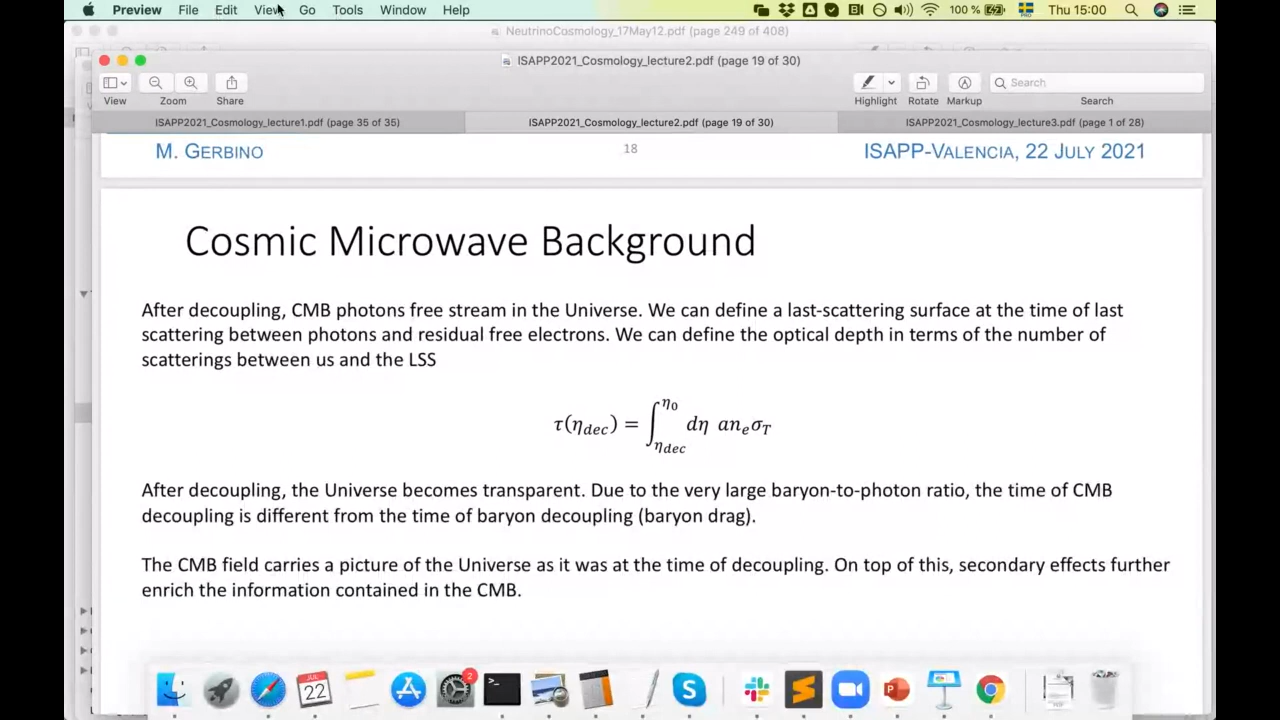 Preview File Edit View Go Tools Window Help 100 % Thu 15:00
NeutrinoCosmology_17May12.pdf (page 249 of 408)
ISAPP2021_Cosmology_lecture2.pdf (page 19 of 30)
Search
View Zoom Share Highlight Rotate Markup Search
ISAPP2021_Cosmology_lecture1.pdf (page 35 of 35) ISAPP2021_Cosmology_lecture2.pdf (page 19 of 30) ISAPP2021_Cosmology_lecture3.pdf (page 1 of 28)
M. GERBINO 18 ISAPP-VALENCIA, 22 JULY 2021
Cosmic Microwave Background
After decoupling, CMB photons free stream in the Universe. We can define a last-scattering surface at the time of last
scattering between photons and residual free electrons. We can define the optical depth in terms of the number of
scatterings between us and the LSS
τ(η_dec) = ∫_{η_dec}^{η_0} dη an_eσ_T
After decoupling, the Universe becomes transparent. Due to the very large baryon-to-photon ratio, the time of CMB
decoupling is different from the time of baryon decoupling (baryon drag).
The CMB field carries a picture of the Universe as it was at the time of decoupling. On top of this, secondary effects further
enrich the information contained in the CMB.
JUL
22
2